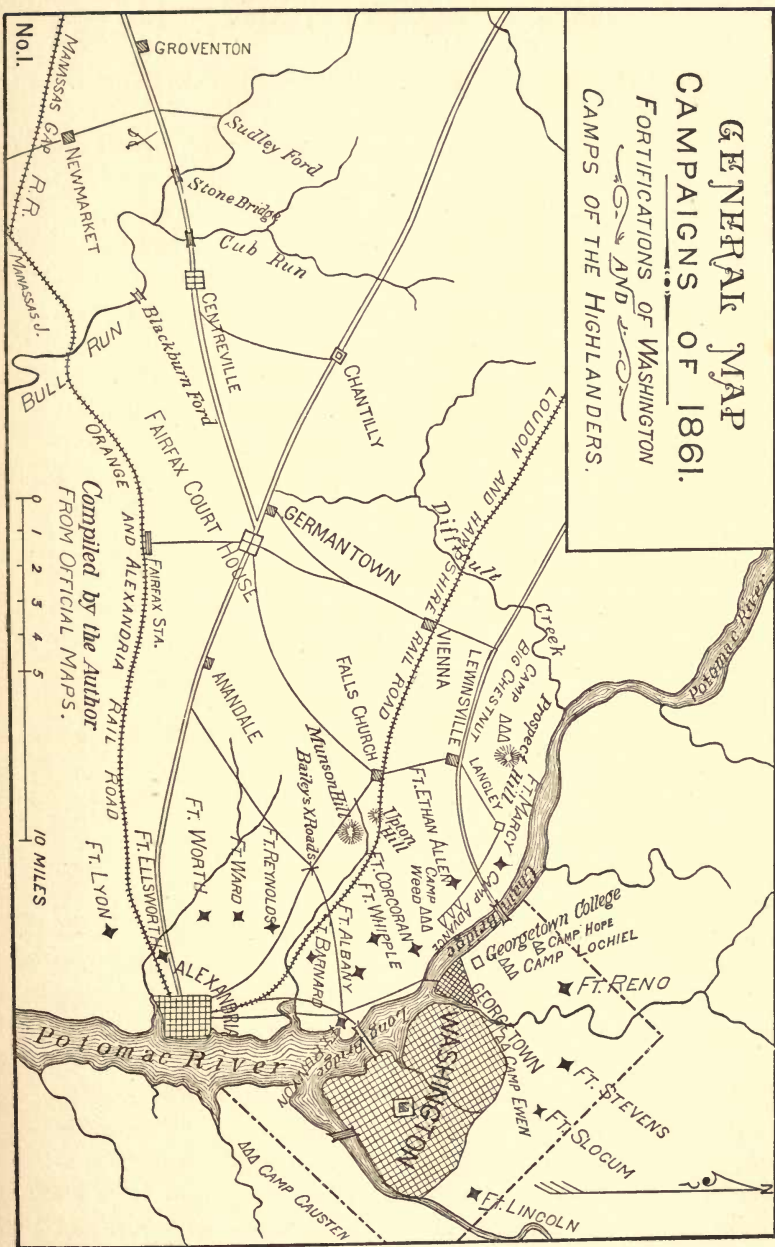 GENERAL MAP
CAMPAIGNS OF 1861.
FORTIFICATIONS OF WASHINGTON
AND
CAMPS OF THE HIGHLANDERS.
No.1.
MANASSAS GAP R.R.
GROVENTON
NEWMARKET
Sudley Ford
Stone Bridge
Cub Run
CENTREVILLE
Blackburn Ford
MANASSAS J.
BULL RUN
CHANTILLY
LOUDON AND HAMPSHIRE RAIL ROAD
Difficult Creek
Potomac River
FAIRFAX COURT HOUSE
GERMANTOWN
FAIRFAX STA.
ORANGE AND ALEXANDRIA RAIL ROAD
VIENNA
LEWINSVILLE
CAMP
BIG CHESTNUT
Prospect Hill
LANGLEY
FT. MARCY
CAMP ADVANCE
Chain Bridge
FALLS CHURCH
ANANDALE
Munson Hill
Bailey's X Roads
Upton
Hill
FT. ETHAN ALLEN
CAMP
WEED
FT. CORCORAN
FT. WHIPPLE
FT. ALBANY
BARNARD
FT. REYNOLDS
FT. WARD
FT. WORTH
FT. ELLSWORTH
FT. LYON
ALEXANDRIA
Georgetown College
CAMP HOPE
CAMP LOCHIEL
FT. RENO
GEORGETOWN
CAMP EWEN
FT. STEVENS
FT. SLOCUM
FT. LINCOLN
WASHINGTON
Long Bridge
Potomac River
CAMP CAUSTEN
N
Compiled by the Author
FROM OFFICIAL MAPS.
0 1 2 3 4 5 10 MILES